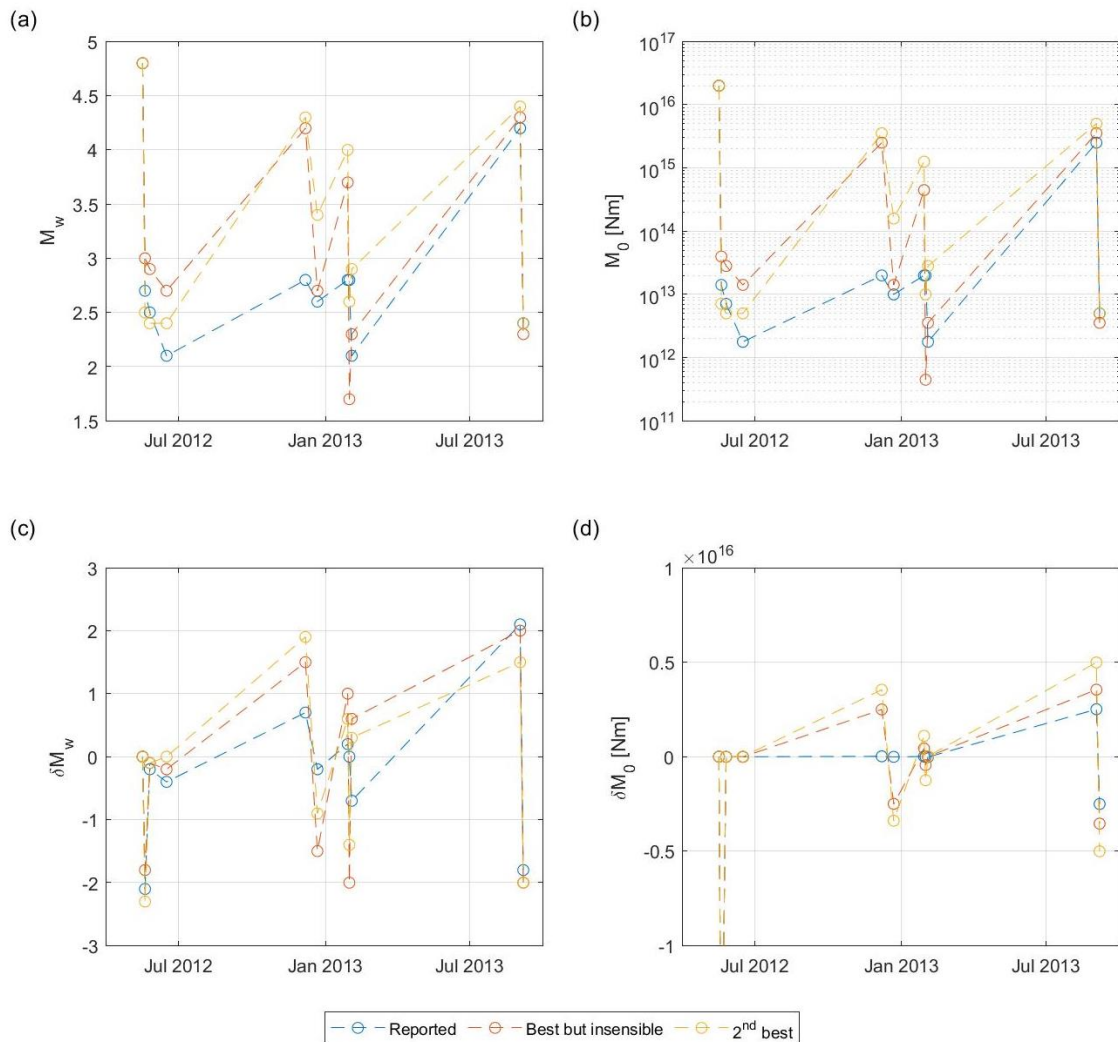 (a)
M_w
5
4.5
4
3.5
3
2.5
2
1.5
Jul 2012 Jan 2013 Jul 2013
(b)
M_0 [Nm]
10^17
10^16
10^15
10^14
10^13
10^12
10^11
Jul 2012 Jan 2013 Jul 2013
(c)
δM_w
3
2
1
0
-1
-2
-3
Jul 2012 Jan 2013 Jul 2013
(d)
×10^16
δM_0 [Nm]
1
0.5
0
-0.5
-1
Jul 2012 Jan 2013 Jul 2013
Reported Best but insensible 2^nd best